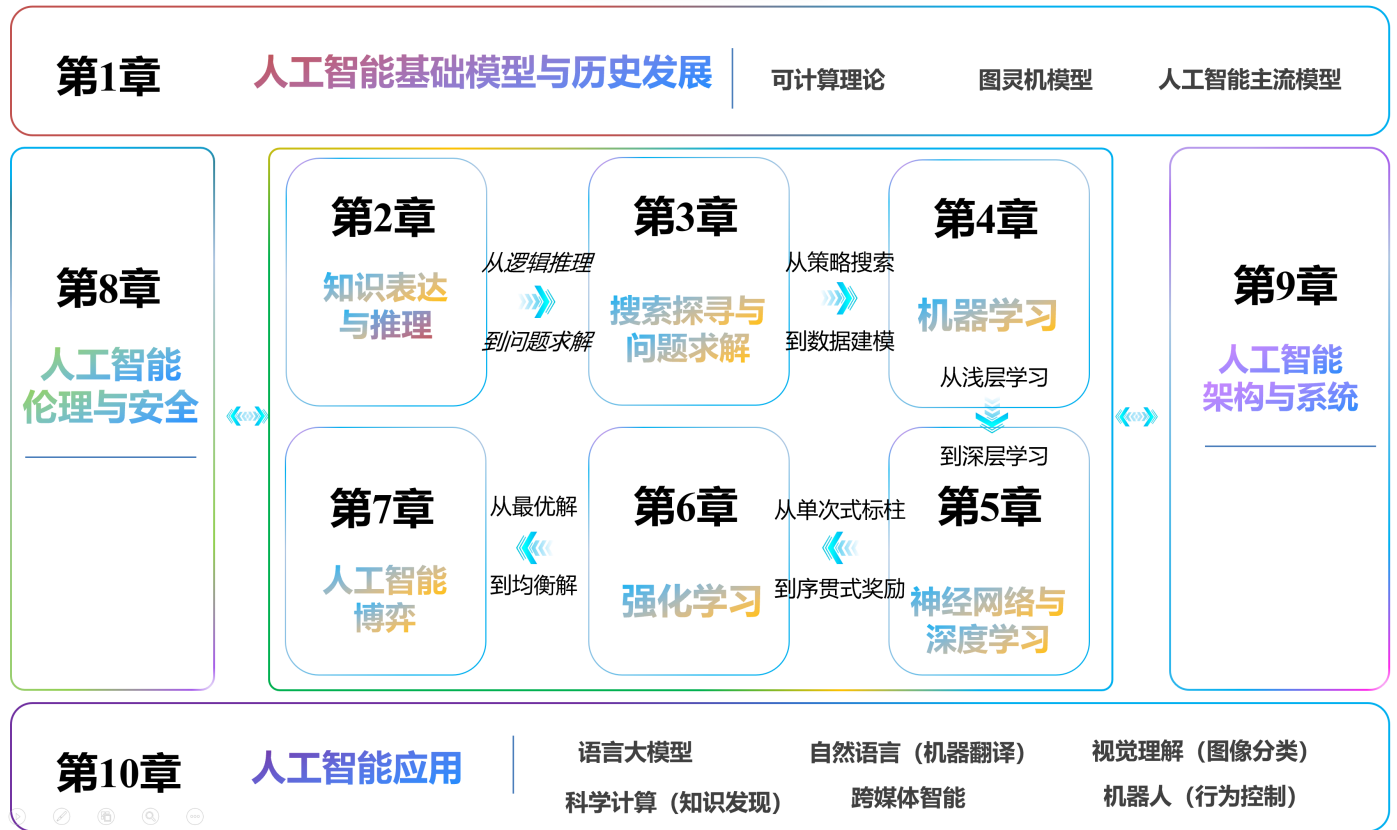 第1章
人工智能基础模型与历史发展
可计算理论
图灵机模型
人工智能主流模型
第8章
人工智能
伦理与安全
第2章
知识表达
与推理
从逻辑推理
到问题求解
第3章
搜索探寻与
问题求解
从策略搜索
到数据建模
第4章
机器学习
从浅层学习
到深层学习
第5章
神经网络与
深度学习
从单次式标柱
到序贯式奖励
第6章
强化学习
从最优解
到均衡解
第7章
人工智能
博弈
第9章
人工智能
架构与系统
第10章
人工智能应用
语言大模型
自然语言（机器翻译）
视觉理解（图像分类）
科学计算（知识发现）
跨媒体智能
机器人（行为控制）